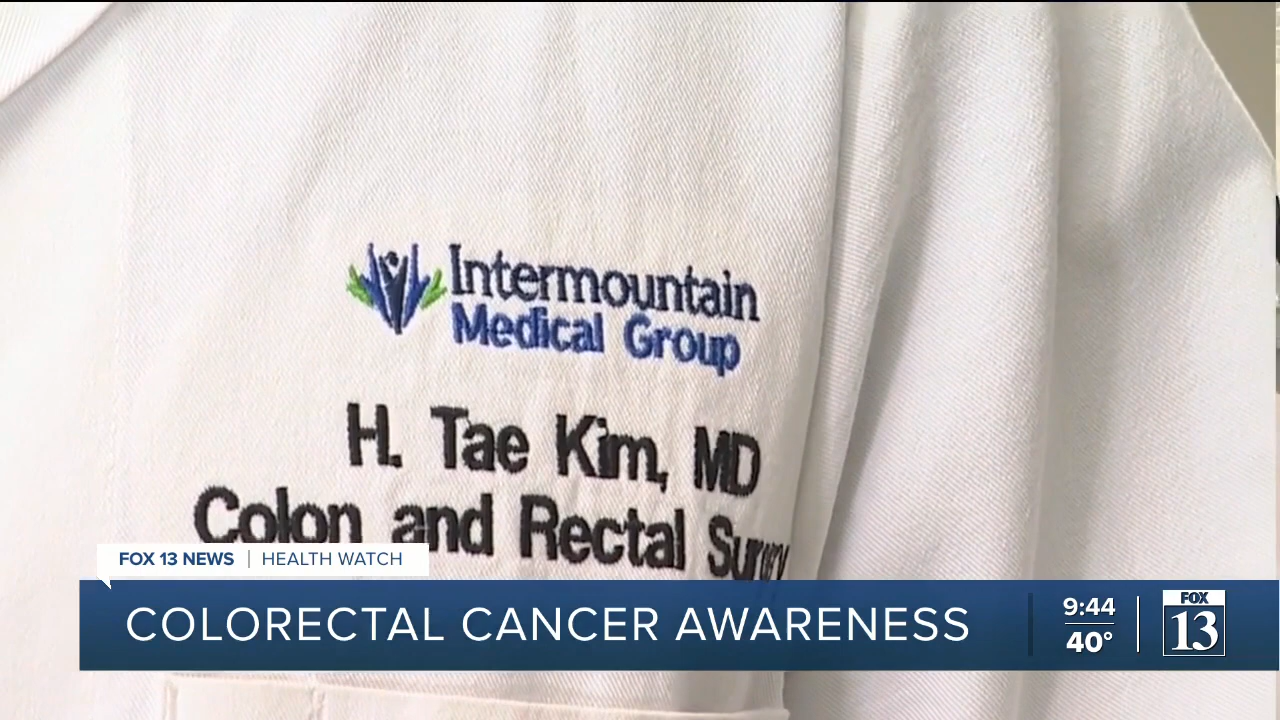 Intermountain
Medical Group
H. Tae Kim, MD
Colon and Rectal
FOX 13 NEWS | HEALTH WATCH
COLORECTAL CANCER AWARENESS
9:44
40°
FOX
13